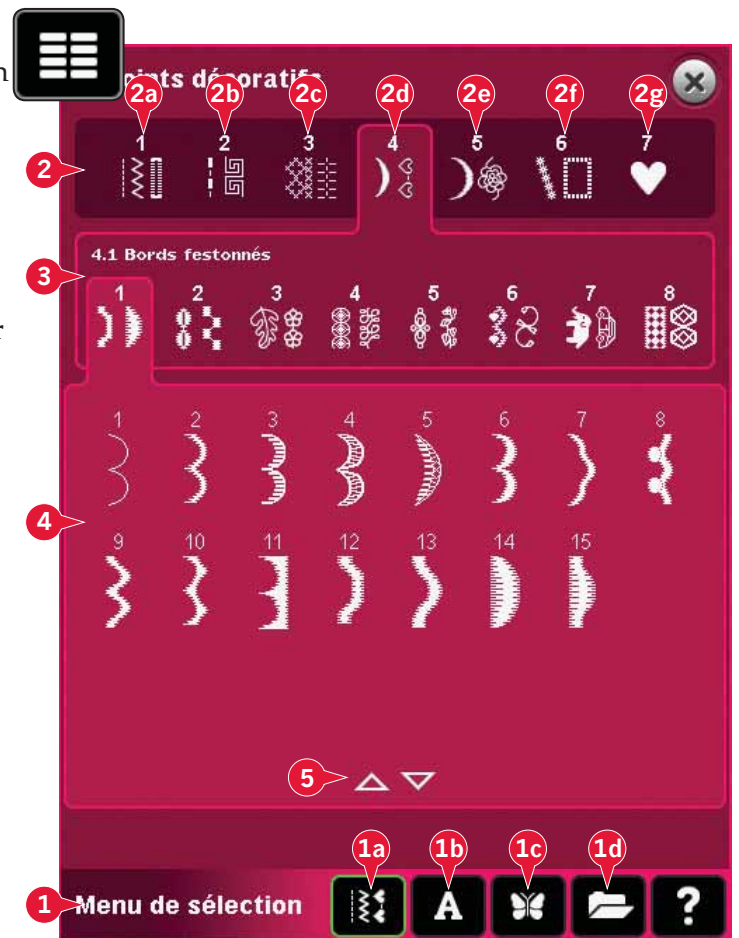 n
oints décoratifs
2a 2b 2c 2d 2e 2f 2g
1 2 3 4 5 6 7
2
4.1 Bords festonnés
3
1 2 3 4 5 6 7 8
r
1 2 3 4 5 6 7 8
4
9 10 11 12 13 14 15
5
1a 1b 1c 1d
1 Menu de sélection A ?